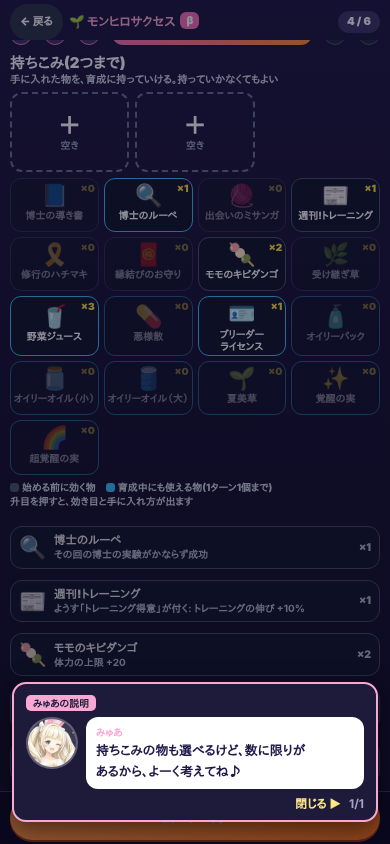 ← 戻る
🌱 モンヒロサクセス β
4 / 6
持ちこみ(2つまで)
手に入れた物を、育成に持っていける。持っていかなくてもよい
+
空き
+
空き
×0
博士の導き書
×1
博士のルーペ
×0
出会いのミサンガ
×1
週刊!トレーニング
×0
修行のハチマキ
×0
縁結びのお守り
×2
モモのキビダンゴ
×0
受け継ぎ草
×3
野菜ジュース
×0
悪様散
×1
ブリーダー
ライセンス
×0
オイリーパック
×0
オイリーオイル(小)
×0
オイリーオイル(大)
×0
夏美草
×0
覚醒の実
×0
超覚醒の実
始める前に効く物 育成中にも使える物(1ターン1個まで)
升目を押すと、効き目と手に入れ方が出ます
博士のルーペ
その回の博士の実験がかならず成功
×1
週刊!トレーニング
ようす「トレーニング得意」が付く: トレーニングの伸び +10%
×1
モモのキビダンゴ
体力の上限 +20
×2
みゅあの説明
みゅあ
持ちこみの物も選べるけど、数に限りが
あるから、よーく考えてね♪
閉じる ▶ 1/1